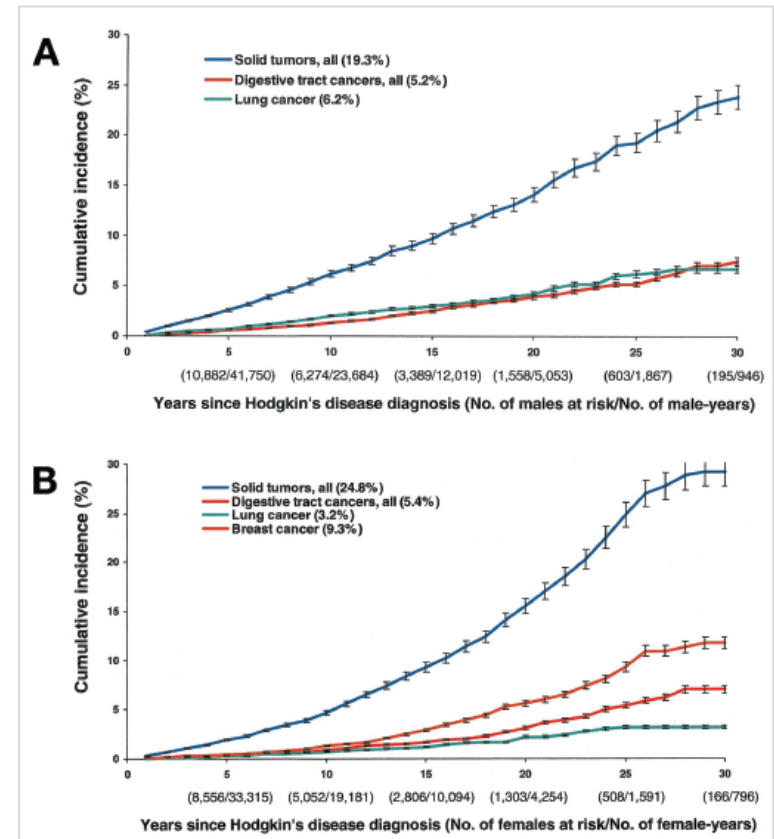 A
30
25
20
15
10
5
0
Cumulative incidence (%)
Solid tumors, all (19.3%)
Digestive tract cancers, all (5.2%)
Lung cancer (6.2%)
0 5 10 15 20 25 30
(10,882/41,750) (6,274/23,684) (3,389/12,019) (1,558/5,053) (603/1,867) (195/946)
Years since Hodgkin's disease diagnosis (No. of males at risk/No. of male-years)
B
30
25
20
15
10
5
0
Cumulative incidence (%)
Solid tumors, all (24.8%)
Digestive tract cancers, all (5.4%)
Lung cancer (3.2%)
Breast cancer (9.3%)
0 5 10 15 20 25 30
(8,556/33,315) (5,052/19,181) (2,806/10,094) (1,303/4,254) (508/1,591) (166/796)
Years since Hodgkin's disease diagnosis (No. of females at risk/No. of female-years)